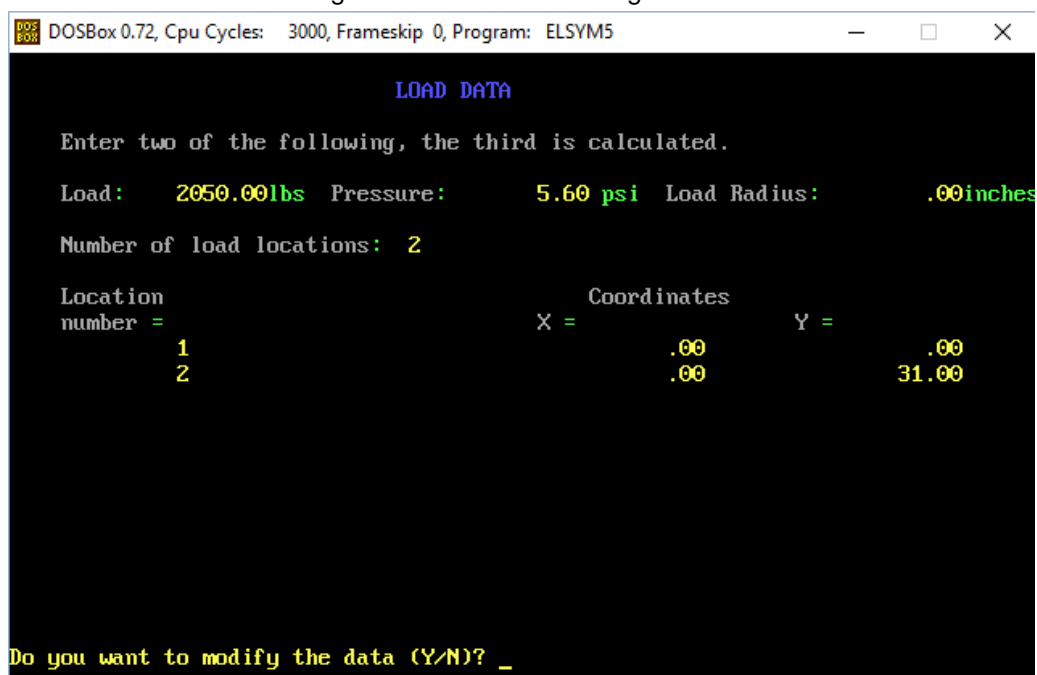 DOS BOX DOSBox 0.72, Cpu Cycles: 3000, Frameskip 0, Program: ELSYM5
LOAD DATA
Enter two of the following, the third is calculated.
Load: 2050.00lbs Pressure: 5.60 psi Load Radius: .00inches
Number of load locations: 2
Location Coordinates
number = X = Y =
1 .00 .00
2 .00 31.00
Do you want to modify the data (Y/N)? _